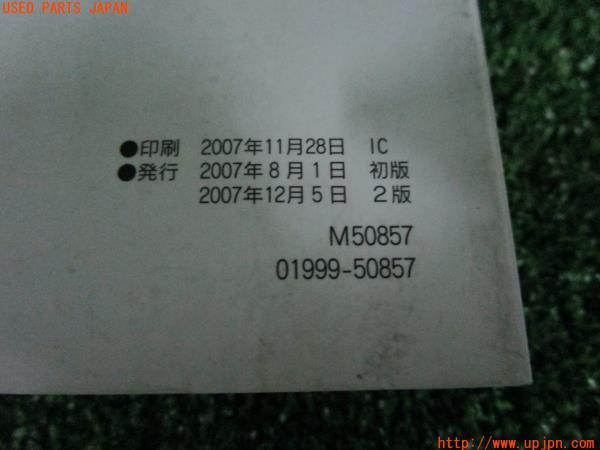 USED PARTS JAPAN
●印刷 2007年11月28日 IC
●発行 2007年8月1日 初版
2007年12月5日 2版
M50857
01999-50857
http://www.upjpn.com/